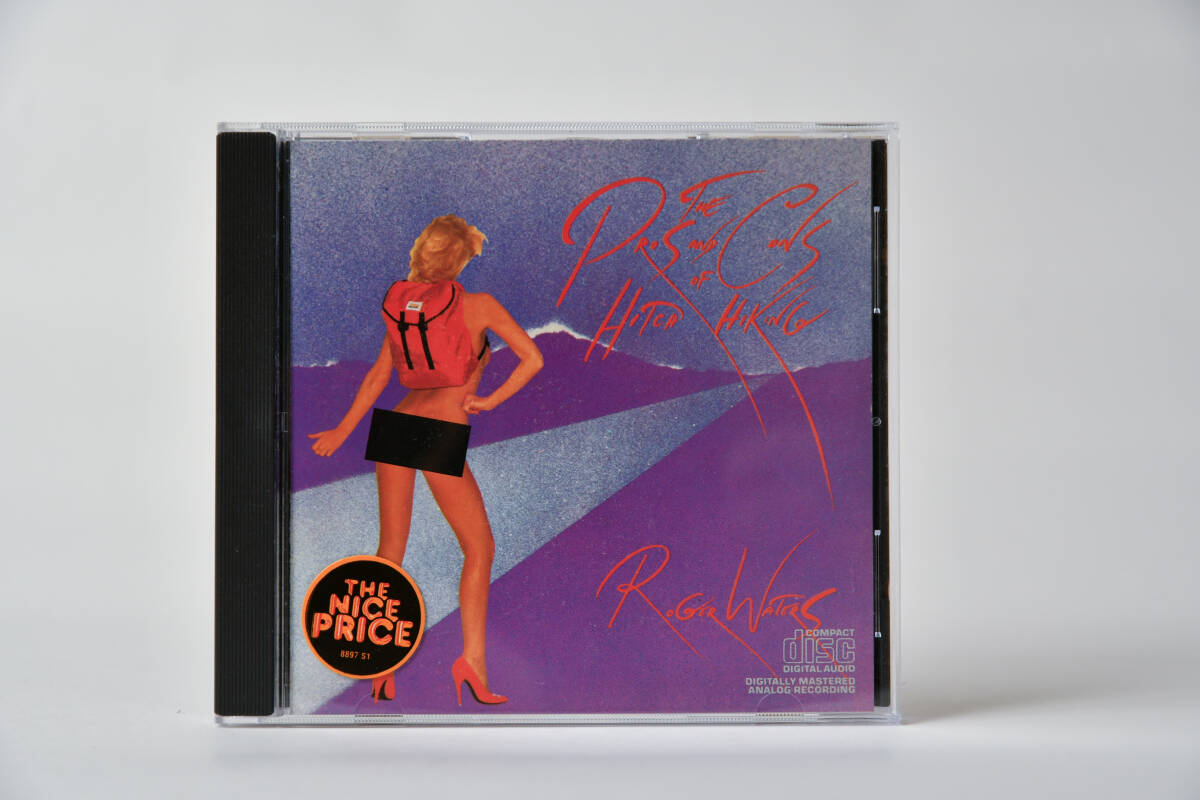 THE
PROS AND CONS
OF
HITCH HIKING
ROGER WATERS
COMPACT
disc
DIGITAL AUDIO
DIGITALLY MASTERED
ANALOG RECORDING
THE
NICE
PRICE
8897 51